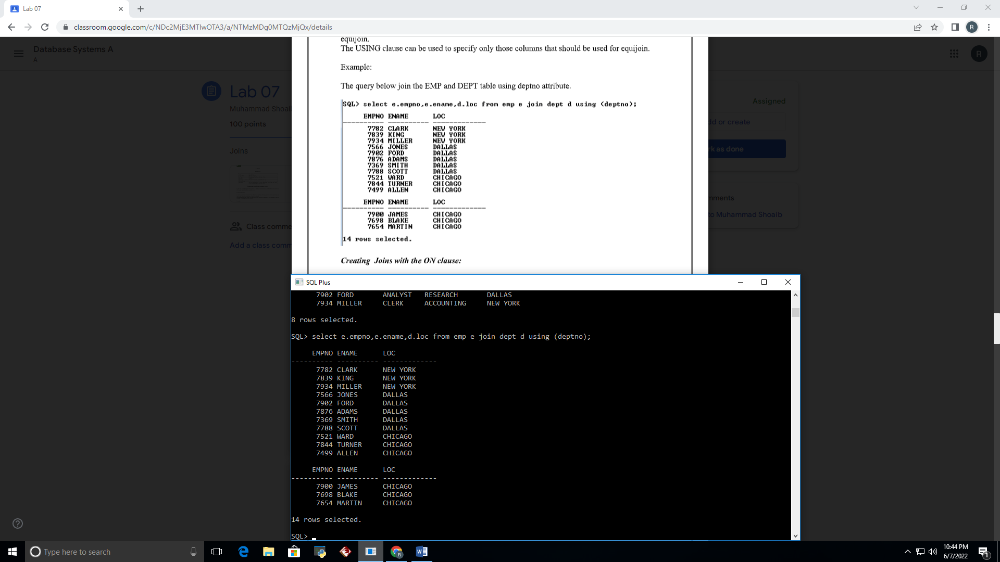 Lab 07
classroom.google.com/c/NDc2MjE3MTIwOTA3/a/NTMzMDg0MTQzMjQx/details
R
Database Systems A
A
R
Lab 07
Muhammad Shoai
100 points
Joins
Class comme
Add a class comm
Assigned
dd or create
rk as done
mments
to Muhammad Shoaib
equijoin.
The USING clause can be used to specify only those columns that should be used for equijoin.
Example:
The query below join the EMP and DEPT table using deptno attribute.
SQL> select e.empno,e.ename,d.loc from emp e join dept d using (deptno);
EMPNO ENAME LOC
---------- ---------- -------------
7782 CLARK NEW YORK
7839 KING NEW YORK
7934 MILLER NEW YORK
7566 JONES DALLAS
7902 FORD DALLAS
7876 ADAMS DALLAS
7369 SMITH DALLAS
7788 SCOTT DALLAS
7521 WARD CHICAGO
7844 TURNER CHICAGO
7499 ALLEN CHICAGO
EMPNO ENAME LOC
---------- ---------- -------------
7900 JAMES CHICAGO
7698 BLAKE CHICAGO
7654 MARTIN CHICAGO
14 rows selected.
Creating Joins with the ON clause:
SQL Plus
7902 FORD ANALYST RESEARCH DALLAS
7934 MILLER CLERK ACCOUNTING NEW YORK
8 rows selected.
SQL> select e.empno,e.ename,d.loc from emp e join dept d using (deptno);
EMPNO ENAME LOC
---------- ---------- -------------
7782 CLARK NEW YORK
7839 KING NEW YORK
7934 MILLER NEW YORK
7566 JONES DALLAS
7902 FORD DALLAS
7876 ADAMS DALLAS
7369 SMITH DALLAS
7788 SCOTT DALLAS
7521 WARD CHICAGO
7844 TURNER CHICAGO
7499 ALLEN CHICAGO
EMPNO ENAME LOC
---------- ---------- -------------
7900 JAMES CHICAGO
7698 BLAKE CHICAGO
7654 MARTIN CHICAGO
14 rows selected.
SQL>
Type here to search
10:44 PM
6/7/2022
1